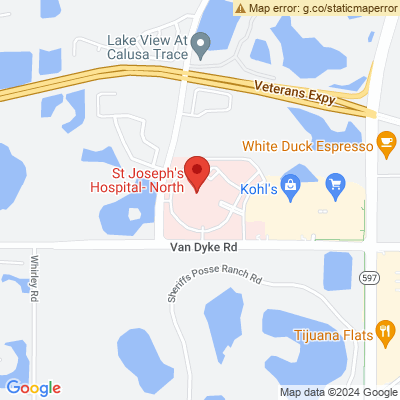 Map error: g.co/staticmaperror
Lake View At
Calusa Trace
Veterans Expy
White Duck Espresso
St Joseph's
Hospital- North
Kohl's
Van Dyke Rd
Whirley Rd
Sheriffs Posse Ranch Rd
597
Tijuana Flats
Google
Map data ©2024 Google